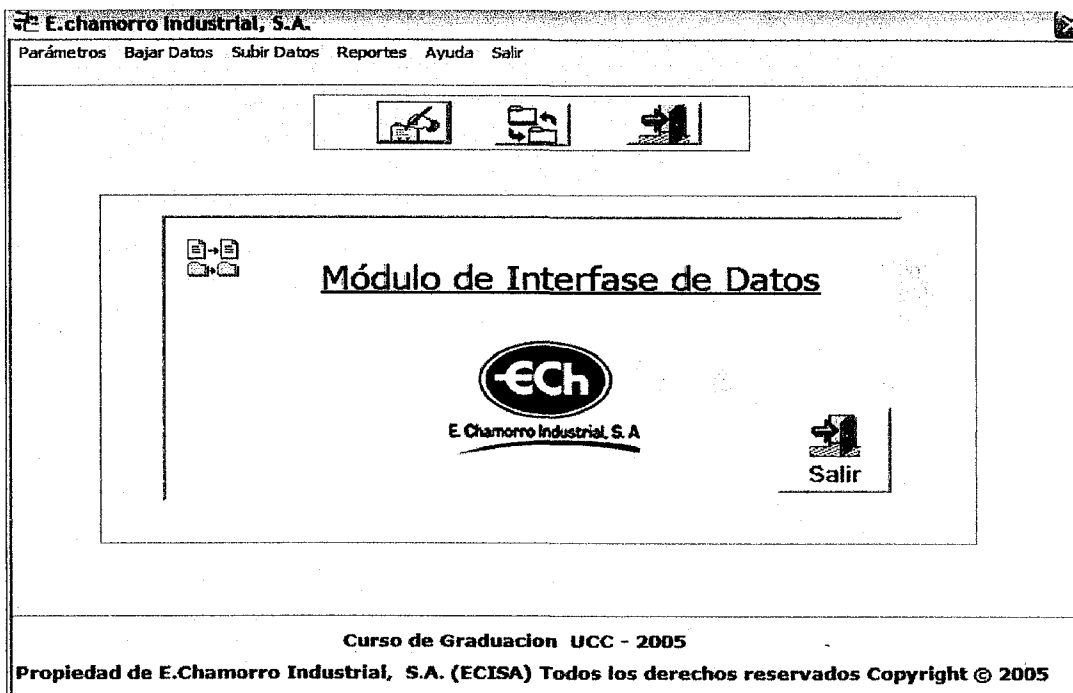 E.chamorro Industrial, S.A.
Parámetros Bajar Datos Subir Datos Reportes Ayuda Salir
Módulo de Interfase de Datos
ECh
E. Chamorro Industrial, S. A
Salir
Curso de Graduacion UCC - 2005
Propiedad de E.Chamorro Industrial, S.A. (ECISA) Todos los derechos reservados Copyright © 2005